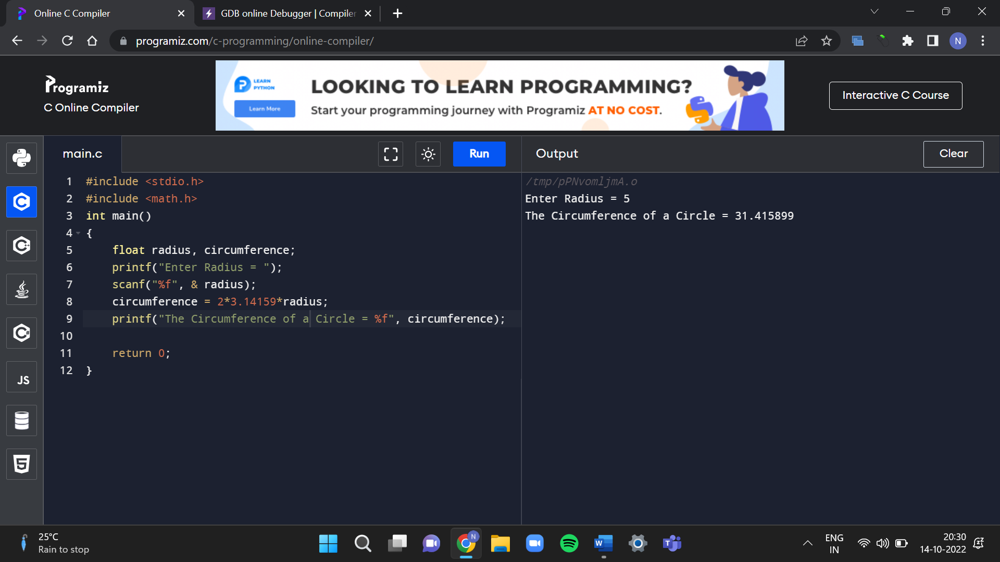 Online C Compiler
GDB online Debugger | Compiler
programiz.com/c-programming/online-compiler/
N
Programiz
C Online Compiler
LEARN
PYTHON
Learn More
LOOKING TO LEARN PROGRAMMING?
Start your programming journey with Programiz AT NO COST.
Interactive C Course
main.c
Run
Output
Clear
1 #include <stdio.h>
2 #include <math.h>
3 int main()
4 {
5 float radius, circumference;
6 printf("Enter Radius = ");
7 scanf("%f", & radius);
8 circumference = 2*3.14159*radius;
9 printf("The Circumference of a Circle = %f", circumference);
10
11 return 0;
12 }
/tmp/pPNvomljmA.o
Enter Radius = 5
The Circumference of a Circle = 31.415899
JS
25°C
Rain to stop
N
W
T
ENG
IN
20:30
14-10-2022